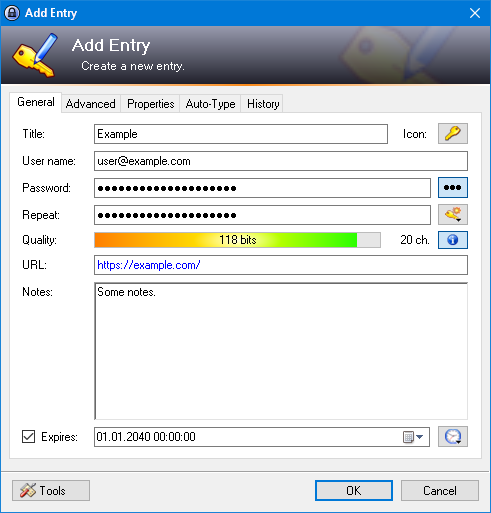 Add Entry
Add Entry
Create a new entry.
General Advanced Properties Auto-Type History
Title: Example Icon:
User name: user@example.com
Password: ●●●●●●●●●●●●●●●●●●●● •••
Repeat: ●●●●●●●●●●●●●●●●●●●●
Quality: 118 bits 20 ch.
URL: https://example.com/
Notes: Some notes.
Expires: 01.01.2040 00:00:00
Tools OK Cancel